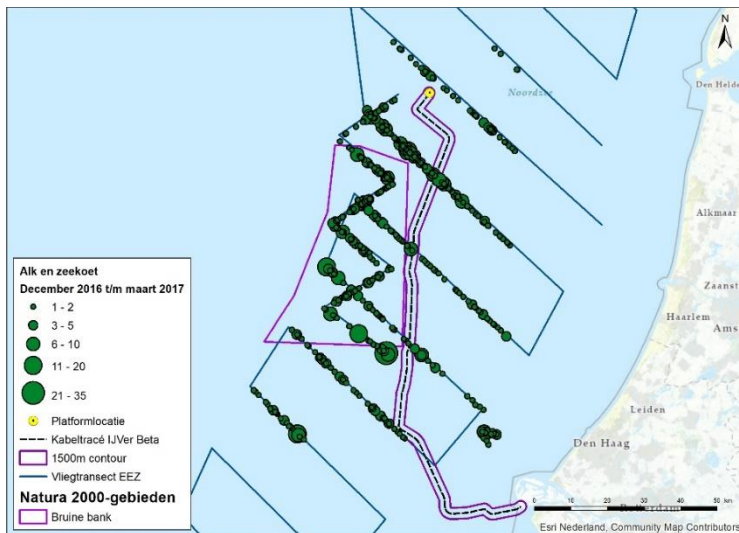 N
Den Helde
Noordzee
Alkmaar
Zaanst
Haarlem
Ams
Leiden
Den Haag
Alk en zeekoet
December 2016 t/m maart 2017
1 - 2
3 - 5
6 - 10
11 - 20
21 - 35
Platformlocatie
Kabeltracé IJVer Beta
1500m contour
Vliegtransect EEZ
Natura 2000-gebieden
Bruine bank
0 10 20 30 40 50 km
Esri Nederland, Community Map Contributors